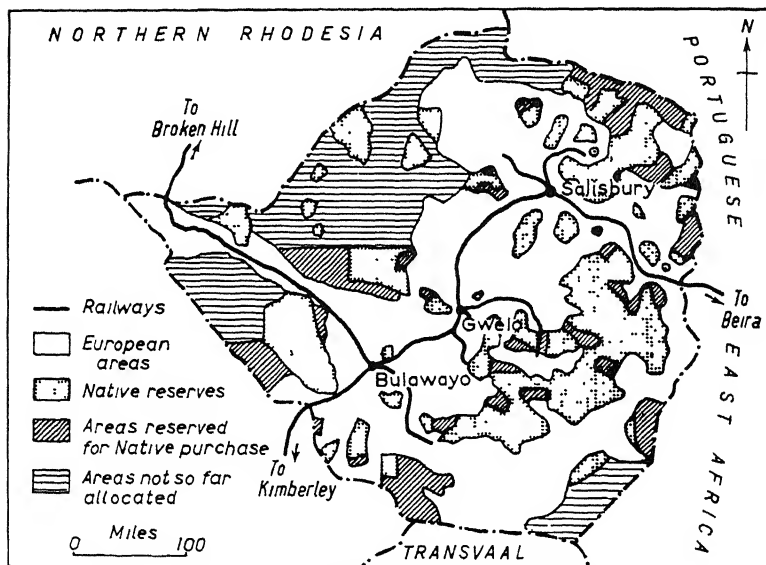 NORTHERN RHODESIA
N
PORTUGUESE
EAST AFRICA
To
Broken Hill
Salisbury
To
Beira
Gwelo
Bulawayo
To
Kimberley
TRANSVAAL
Railways
European
areas
Native reserves
Areas reserved
for Native purchase
Areas not so far
allocated
Miles
0 100